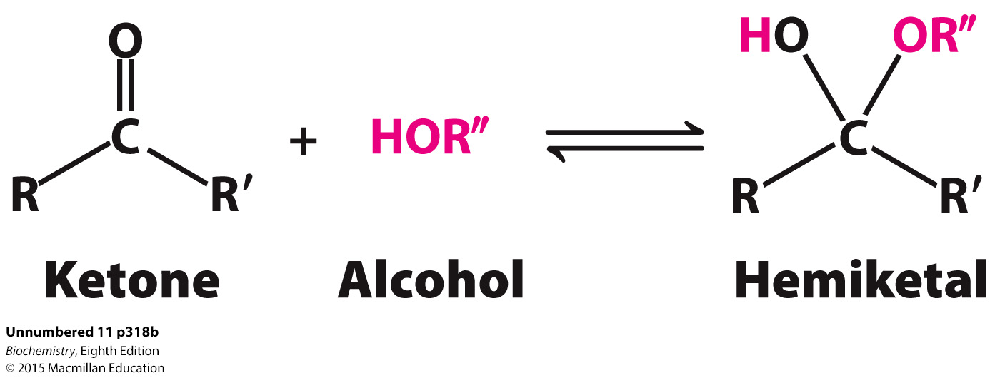 O
C
R R′
+ HOR″
HO OR″
C
R R′
Ketone Alcohol Hemiketal
Unnumbered 11 p318b
Biochemistry, Eighth Edition
© 2015 Macmillan Education